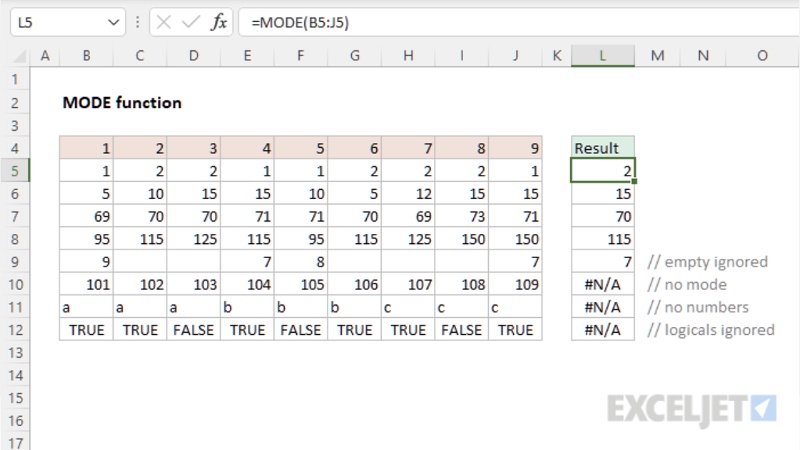 L5 fx =MODE(B5:J5)
A B C D E F G H I J K L M N O
1
2 MODE function
3
4 1 2 3 4 5 6 7 8 9 Result
5 1 2 2 1 1 2 2 2 1 2
6 5 10 15 15 10 5 12 15 15 15
7 69 70 70 71 71 70 69 73 71 70
8 95 115 125 115 95 115 125 150 150 115
9 9 7 8 7 7 // empty ignored
10 101 102 103 104 105 106 107 108 109 #N/A // no mode
11 a a a b b b c c c #N/A // no numbers
12 TRUE TRUE FALSE TRUE FALSE TRUE TRUE FALSE TRUE #N/A // logicals ignored
13
14
15
16 EXCELJET
17